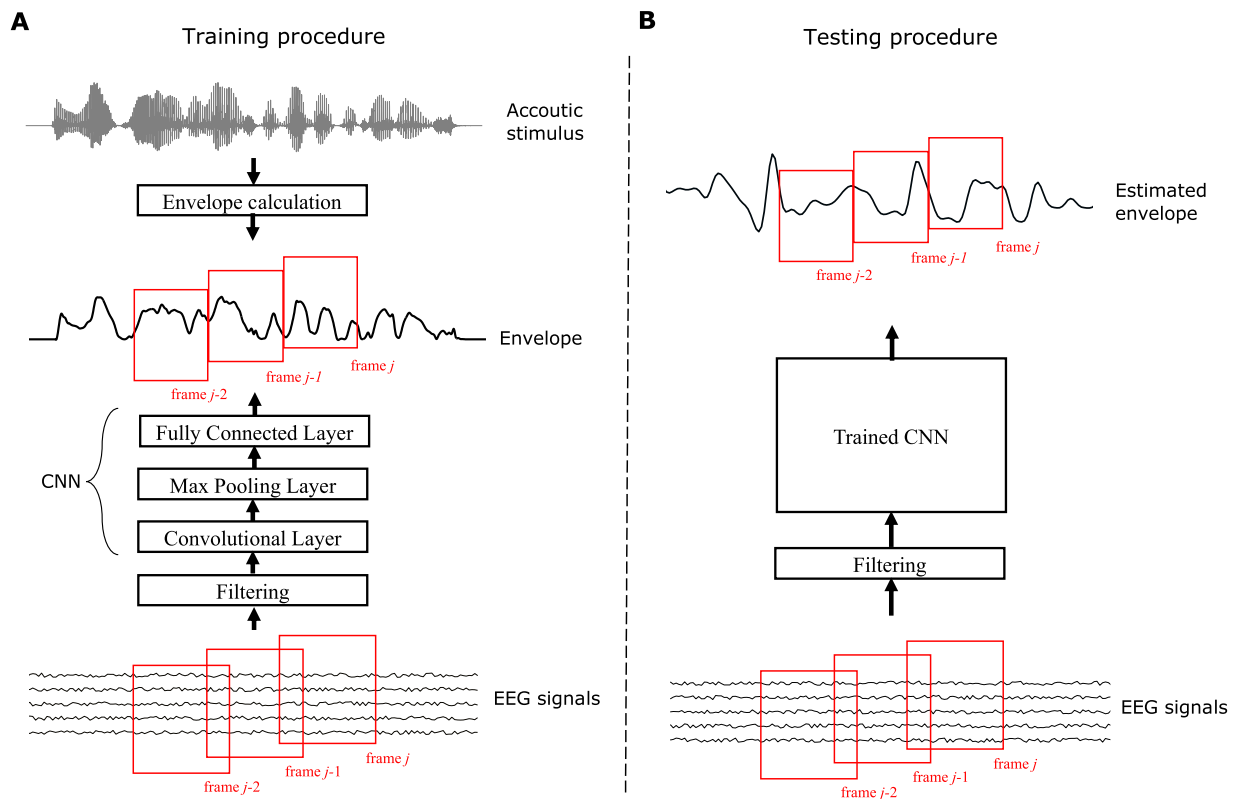 A
Training procedure
Accoutic
stimulus
Envelope calculation
Envelope
frame j
frame j-1
frame j-2
Fully Connected Layer
CNN
Max Pooling Layer
Convolutional Layer
Filtering
EEG signals
frame j
frame j-1
frame j-2
B
Testing procedure
Estimated
envelope
frame j
frame j-1
frame j-2
Trained CNN
Filtering
EEG signals
frame j
frame j-1
frame j-2